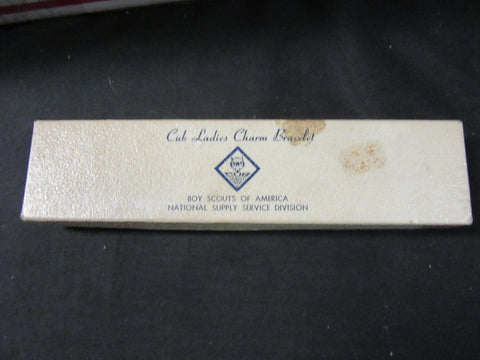 Cub Ladies Charm Bracelet
BOY SCOUTS OF AMERICA
NATIONAL SUPPLY SERVICE DIVISION